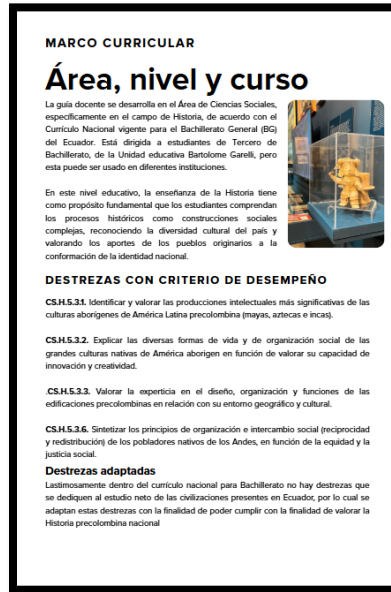 MARCO CURRICULAR
Área, nivel y curso
La guía docente se desarrolla en el Área de Ciencias Sociales,
específicamente en el campo de Historia, de acuerdo con el
Currículo Nacional vigente para el Bachillerato General (BG)
del Ecuador. Está dirigida a estudiantes de Tercero de
Bachillerato, de la Unidad educativa Bartolome Garelli, pero
esta puede ser usado en diferentes instituciones.
En este nivel educativo, la enseñanza de la Historia tiene
como propósito fundamental que los estudiantes comprendan
los procesos históricos como construcciones sociales
complejas, reconociendo la diversidad cultural del país y
valorando los aportes de los pueblos originarios a la
conformación de la identidad nacional.
DESTREZAS CON CRITERIO DE DESEMPEÑO
CS.H.5.3.1. Identificar y valorar las producciones intelectuales más significativas de las
culturas aborígenes de América Latina precolombina (mayas, aztecas e incas).
CS.H.5.3.2. Explicar las diversas formas de vida y de organización social de las
grandes culturas nativas de América aborigen en función de valorar su capacidad de
innovación y creatividad.
.CS.H.5.3.3. Valorar la experticia en el diseño, organización y funciones de las
edificaciones precolombinas en relación con su entorno geográfico y cultural.
CS.H.5.3.6. Sintetizar los principios de organización e intercambio social (reciprocidad
y redistribución) de los pobladores nativos de los Andes, en función de la equidad y la
justicia social.
Destrezas adaptadas
Lastimosamente dentro del currículo nacional para Bachillerato no hay destrezas que
se dediquen al estudio neto de las civilizaciones presentes en Ecuador, por lo cual se
adaptan estas destrezas con la finalidad de poder cumplir con la finalidad de valorar la
Historia precolombina nacional